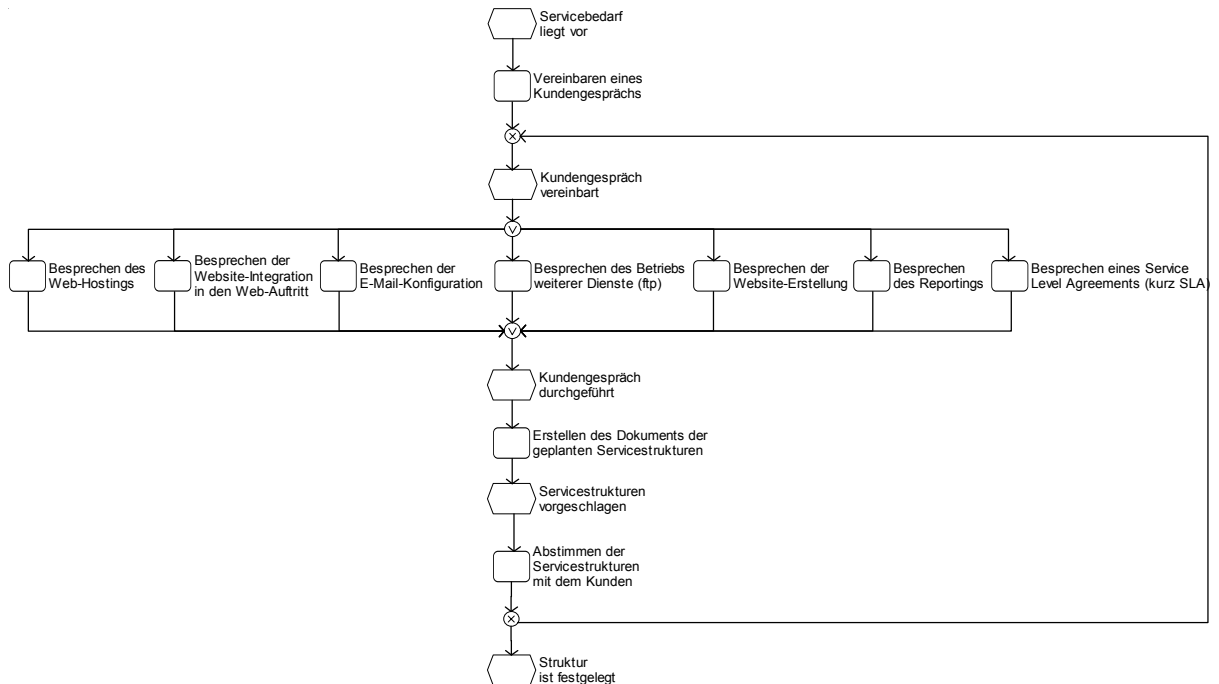 Servicebedarf
liegt vor
Vereinbaren eines
Kundengesprächs
Kundengespräch
vereinbart
Besprechen des
Web-Hostings
Besprechen der
Website-Integration
in den Web-Auftritt
Besprechen der
E-Mail-Konfiguration
Besprechen des Betriebs
weiterer Dienste (ftp)
Besprechen der
Website-Erstellung
Besprechen
des Reportings
Besprechen eines Service
Level Agreements (kurz SLA)
Kundengespräch
durchgeführt
Erstellen des Dokuments der
geplanten Servicestrukturen
Servicestrukturen
vorgeschlagen
Abstimmen der
Servicestrukturen
mit dem Kunden
Struktur
ist festgelegt